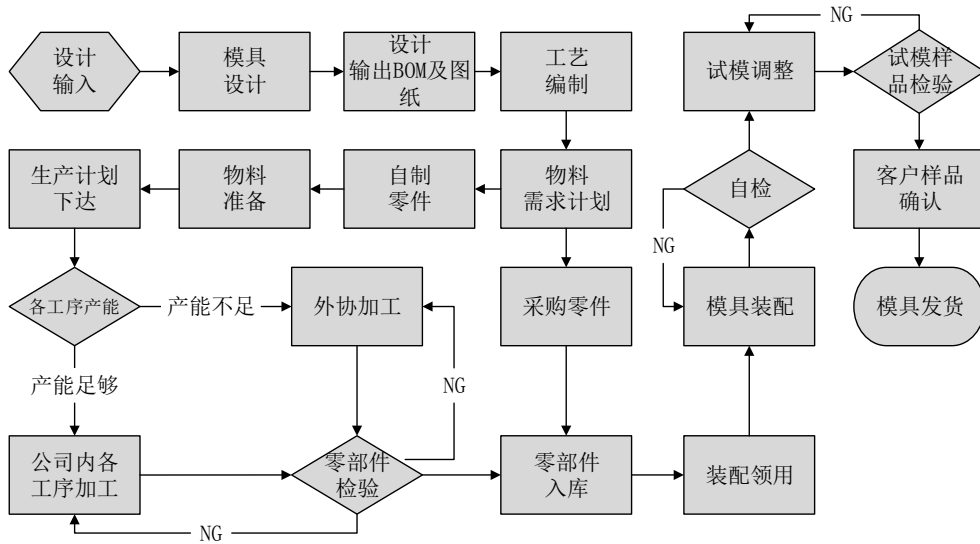 设计
输入
模具
设计
设计
输出BOM及图
纸
工艺
编制
试模调整
NG
试模样
品检验
生产计划
下达
物料
准备
自制
零件
物料
需求计划
自检
NG
客户样品
确认
各工序产能
产能不足
外协加工
采购零件
模具装配
模具发货
产能足够
NG
公司内各
工序加工
零部件
检验
零部件
入库
装配领用
NG